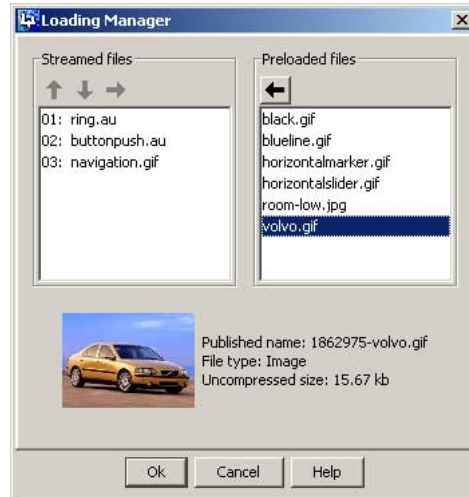 Loading Manager
Streamed files
01: ring.au
02: buttonpush.au
03: navigation.gif
Preloaded files
black.gif
blueline.gif
horizontalmarker.gif
horizontalslider.gif
room-low.jpg
volvo.gif
Published name: 1862975-volvo.gif
File type: Image
Uncompressed size: 15.67 kb
Ok Cancel Help